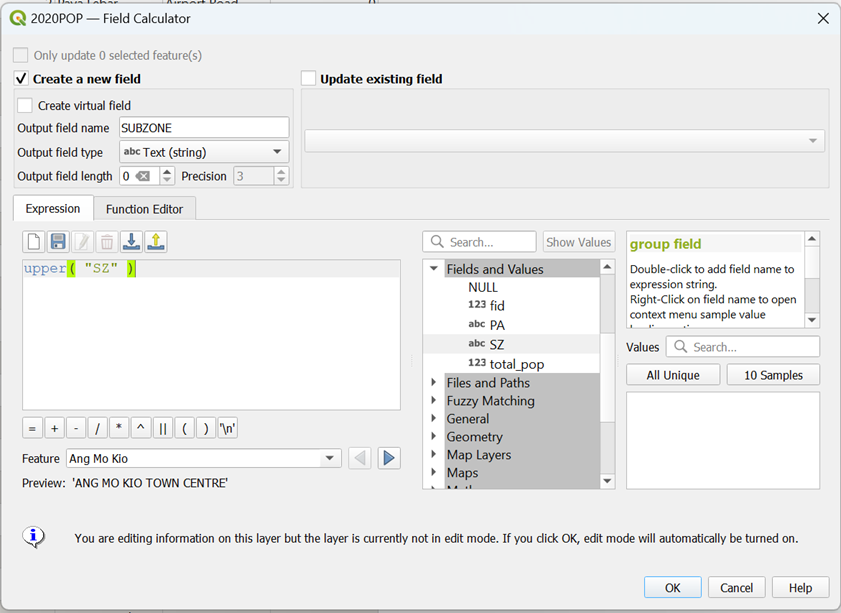 Paya Lebar Airport Road 0
2020POP — Field Calculator
Only update 0 selected feature(s)
Create a new field
Update existing field
Create virtual field
Output field name SUBZONE
Output field type abc Text (string)
Output field length 0 Precision 3
Expression Function Editor
Search... Show Values
group field
upper( "SZ" )
Fields and Values
NULL
123 fid
abc PA
abc SZ
123 total_pop
Files and Paths
Fuzzy Matching
General
Geometry
Map Layers
Maps
Double-click to add field name to
expression string.
Right-Click on field name to open
context menu sample value
Values Search...
All Unique 10 Samples
= + - / * ^ || ( ) '\n'
Feature Ang Mo Kio
Preview: 'ANG MO KIO TOWN CENTRE'
You are editing information on this layer but the layer is currently not in edit mode. If you click OK, edit mode will automatically be turned on.
OK Cancel Help